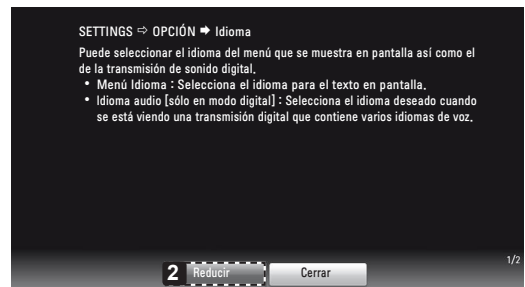 SETTINGS ⇨ OPCIÓN ➡ Idioma
Puede seleccionar el idioma del menú que se muestra en pantalla así como el
de la transmisión de sonido digital.
• Menú Idioma : Selecciona el idioma para el texto en pantalla.
• Idioma audio [sólo en modo digital] : Selecciona el idioma deseado cuando
se está viendo una transmisión digital que contiene varios idiomas de voz.
1/2
2 Reducir Cerrar